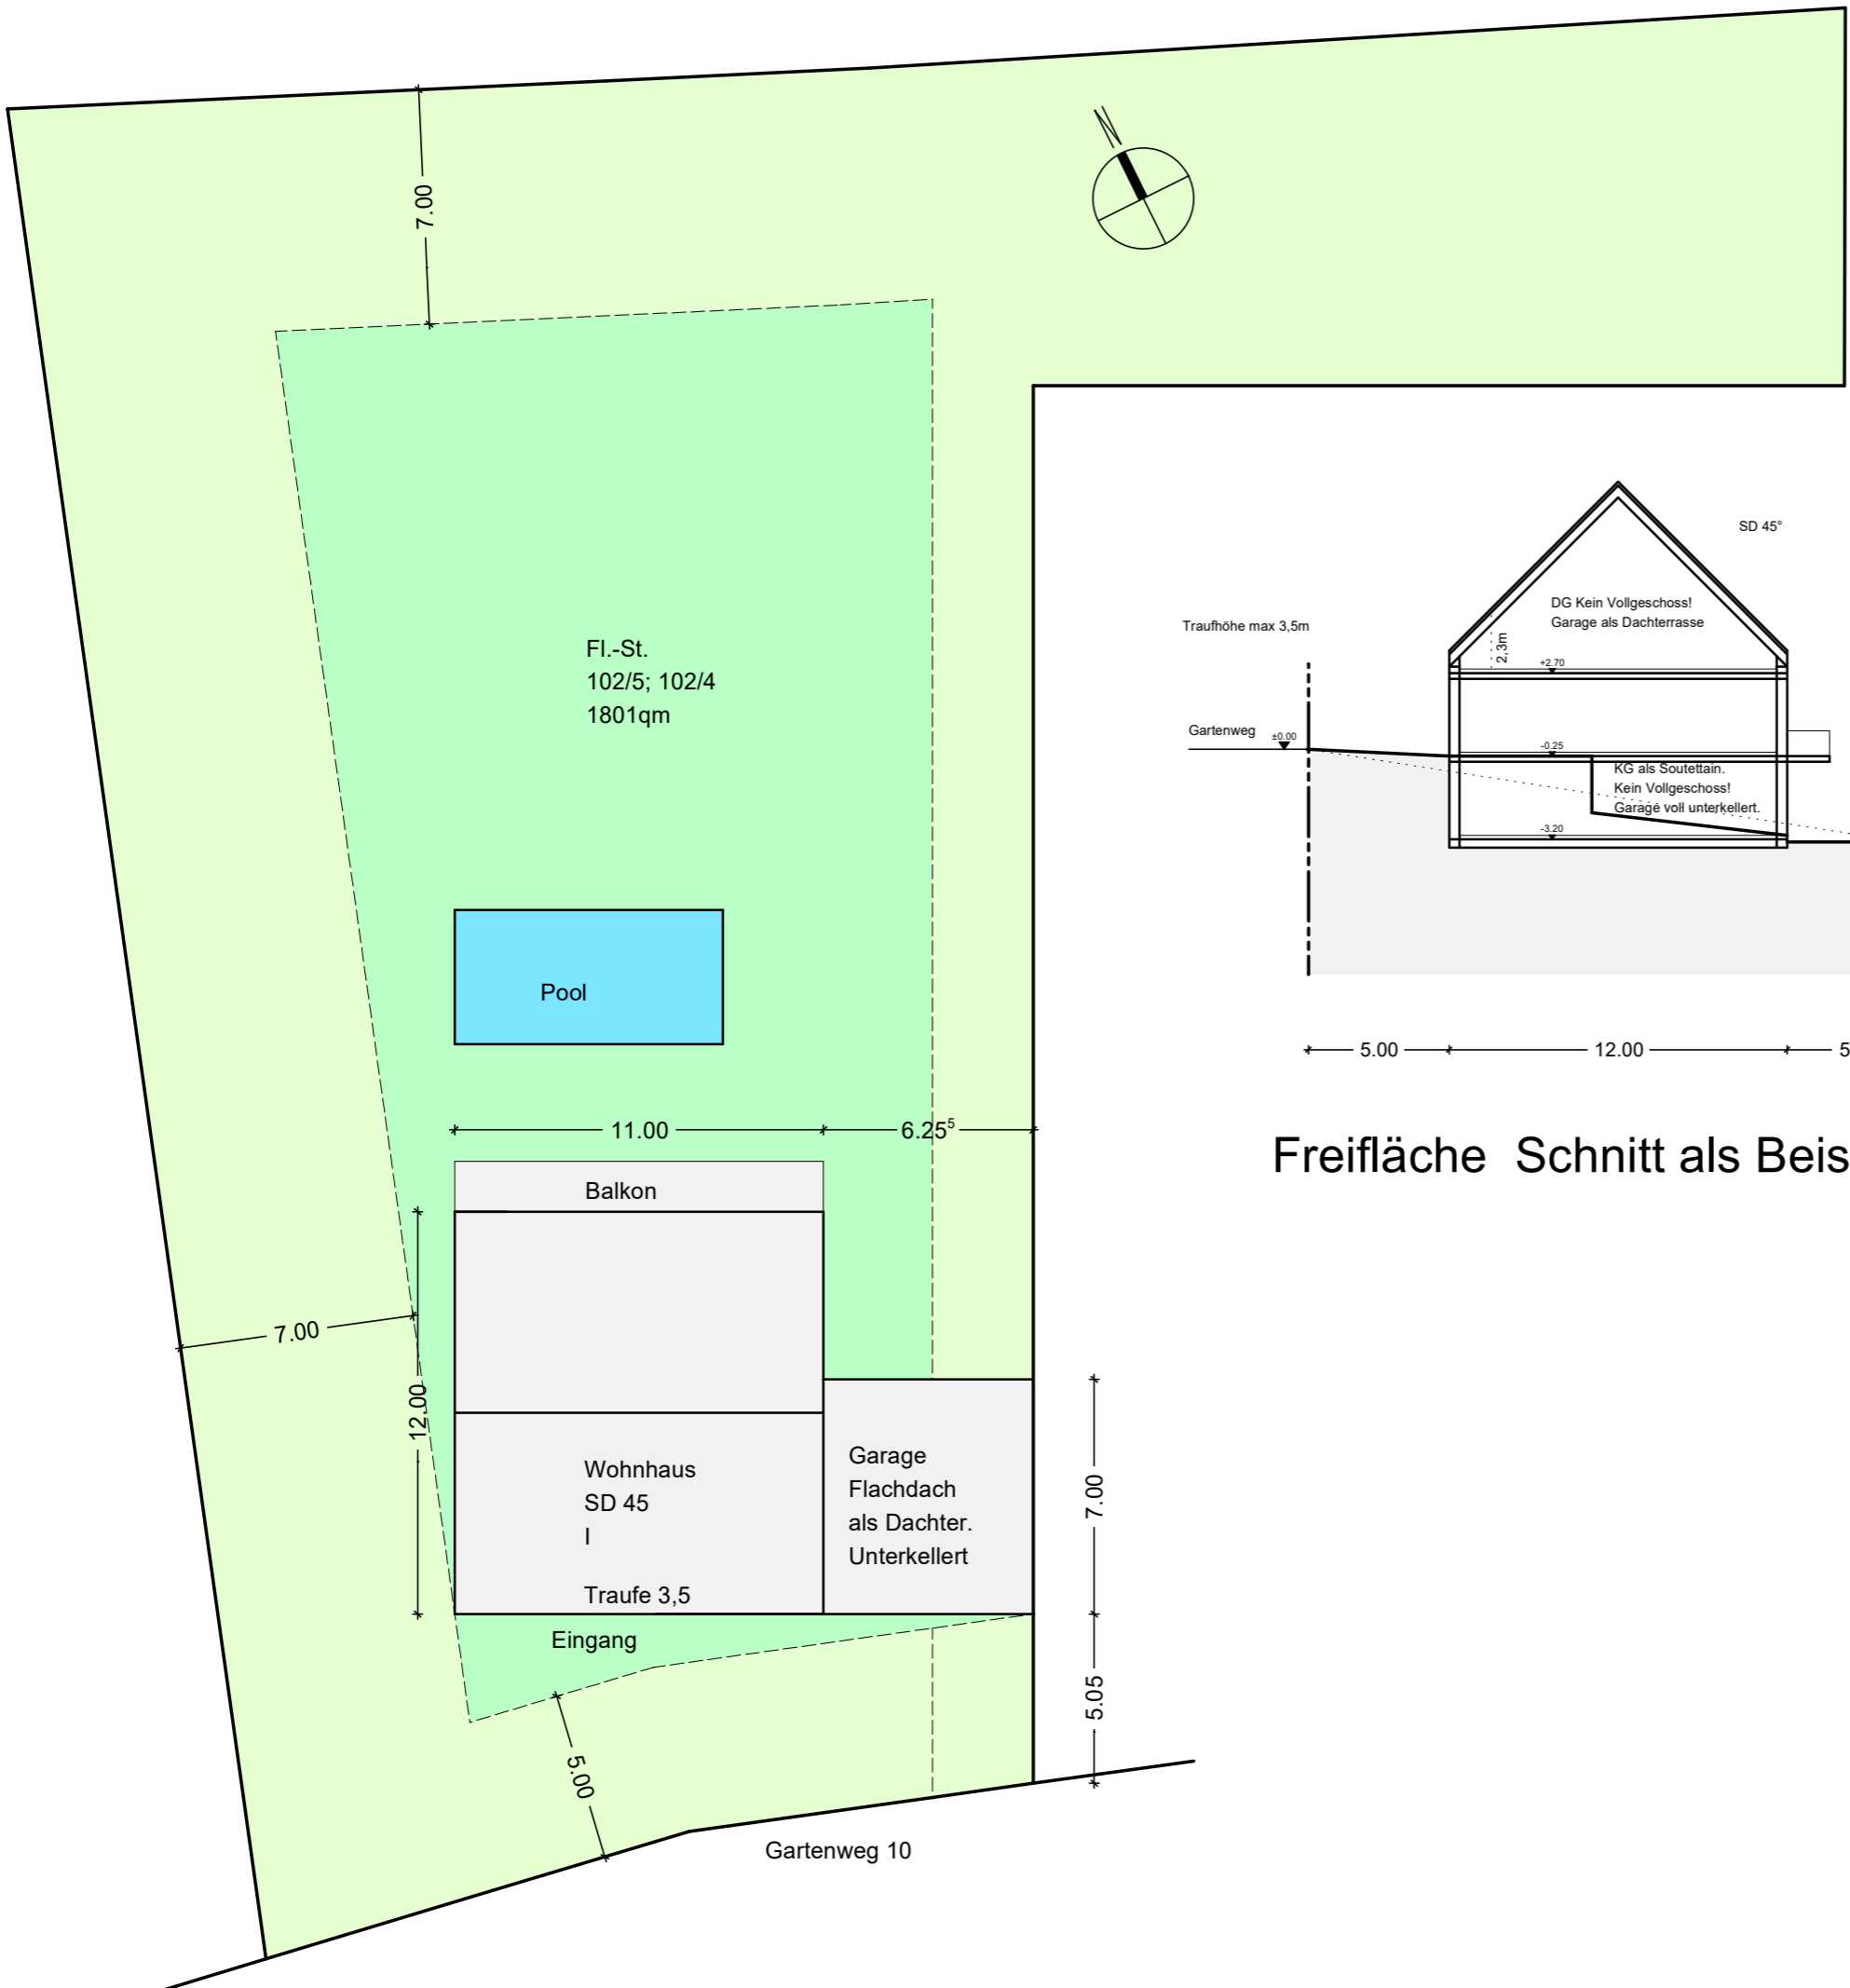 7.00
SD 45°
DG Kein Vollgeschoss!
Garage als Dachterrasse
Traufhöhe max 3,5m
2,3m
+2.70
Fl.-St.
102/5; 102/4
1801qm
Gartenweg
±0.00
-0.25
KG als Soutettain.
Kein Vollgeschoss!
Garage voll unterkellert.
-3.20
Pool
5.00
12.00
5
11.00
6.25⁵
Freifläche Schnitt als Beis
Balkon
7.00
12.00
Wohnhaus
SD 45
I
Traufe 3,5
Garage
Flachdach
als Dachter.
Unterkellert
7.00
Eingang
5.05
5.00
Gartenweg 10
N